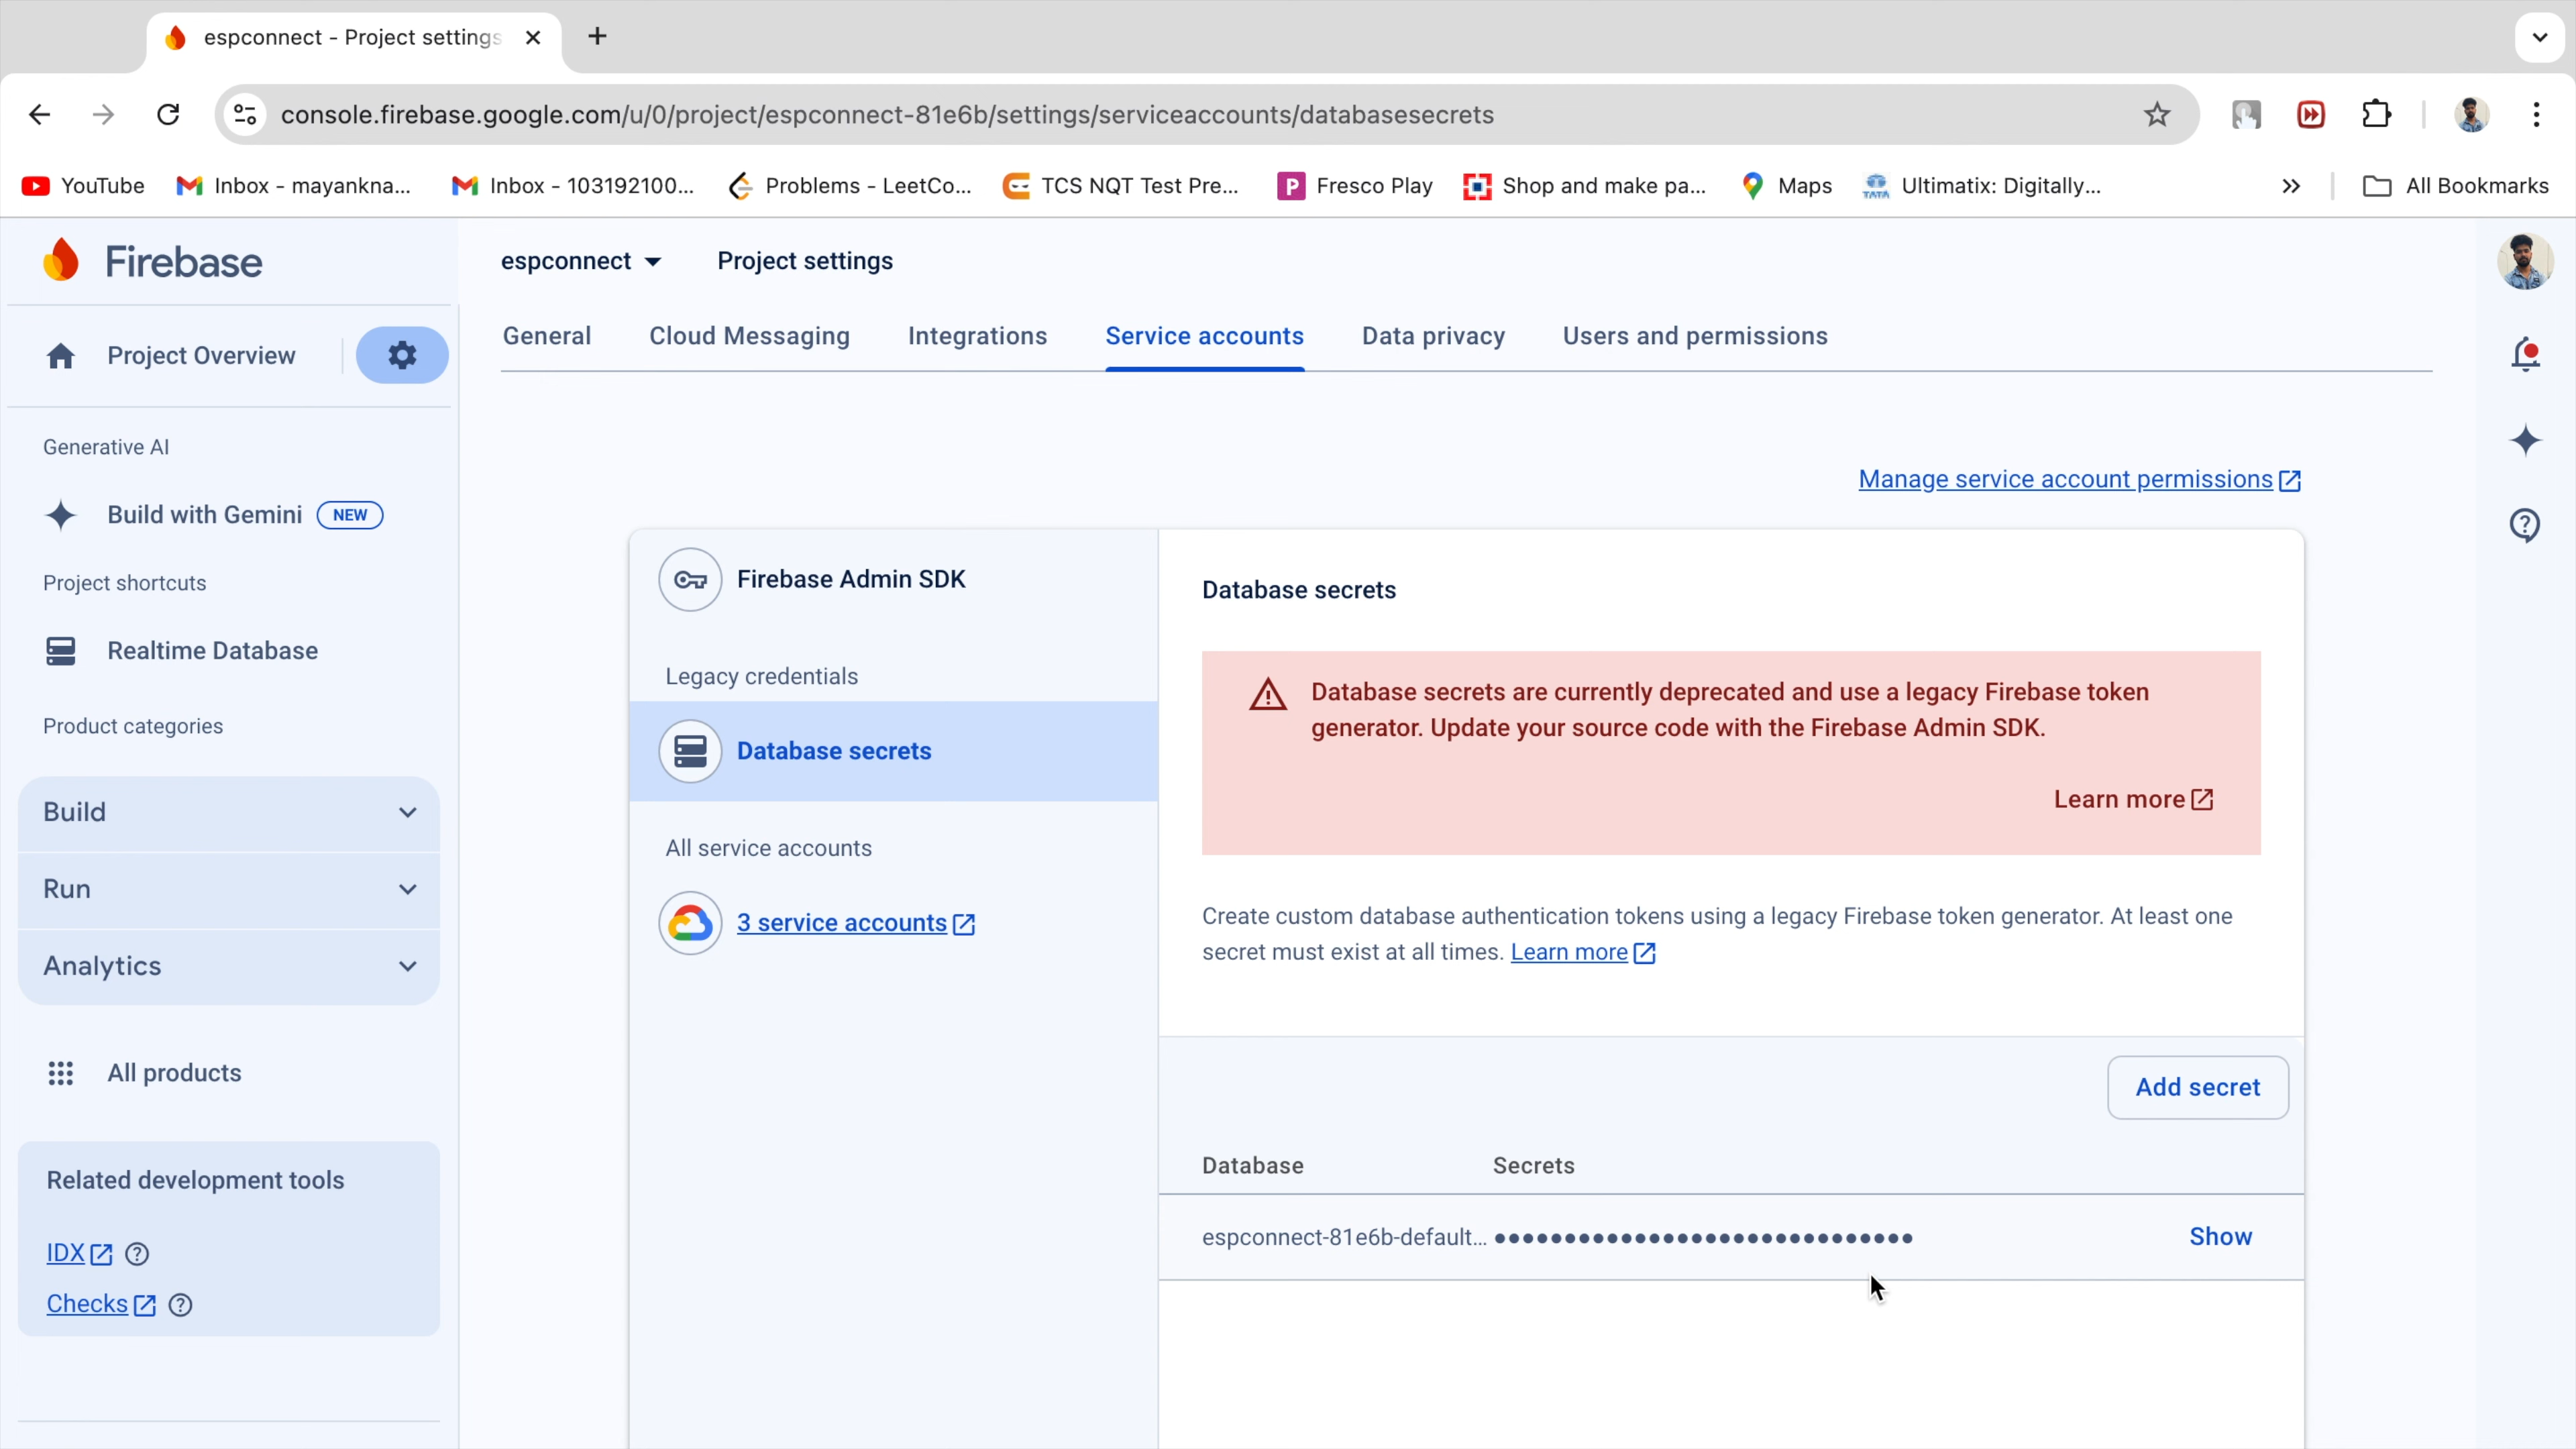 espconnect - Project settings
console.firebase.google.com/u/0/project/espconnect-81e6b/settings/serviceaccounts/databasesecrets
YouTube
Inbox - mayankna...
Inbox - 103192100...
Problems - LeetCo...
TCS NQT Test Pre...
Fresco Play
Shop and make pa...
Maps
Ultimatix: Digitally...
All Bookmarks
Firebase
espconnect
Project settings
Project Overview
General
Cloud Messaging
Integrations
Service accounts
Data privacy
Users and permissions
Generative AI
Build with Gemini NEW
Project shortcuts
Realtime Database
Product categories
Build
Run
Analytics
All products
Related development tools
IDX
Checks
Manage service account permissions
Firebase Admin SDK
Legacy credentials
Database secrets
All service accounts
3 service accounts
Database secrets
Database secrets are currently deprecated and use a legacy Firebase token
generator. Update your source code with the Firebase Admin SDK.
Learn more
Create custom database authentication tokens using a legacy Firebase token generator. At least one
secret must exist at all times. Learn more
Add secret
Database Secrets
espconnect-81e6b-default... ••••••••••••••••••••••••••••••
Show